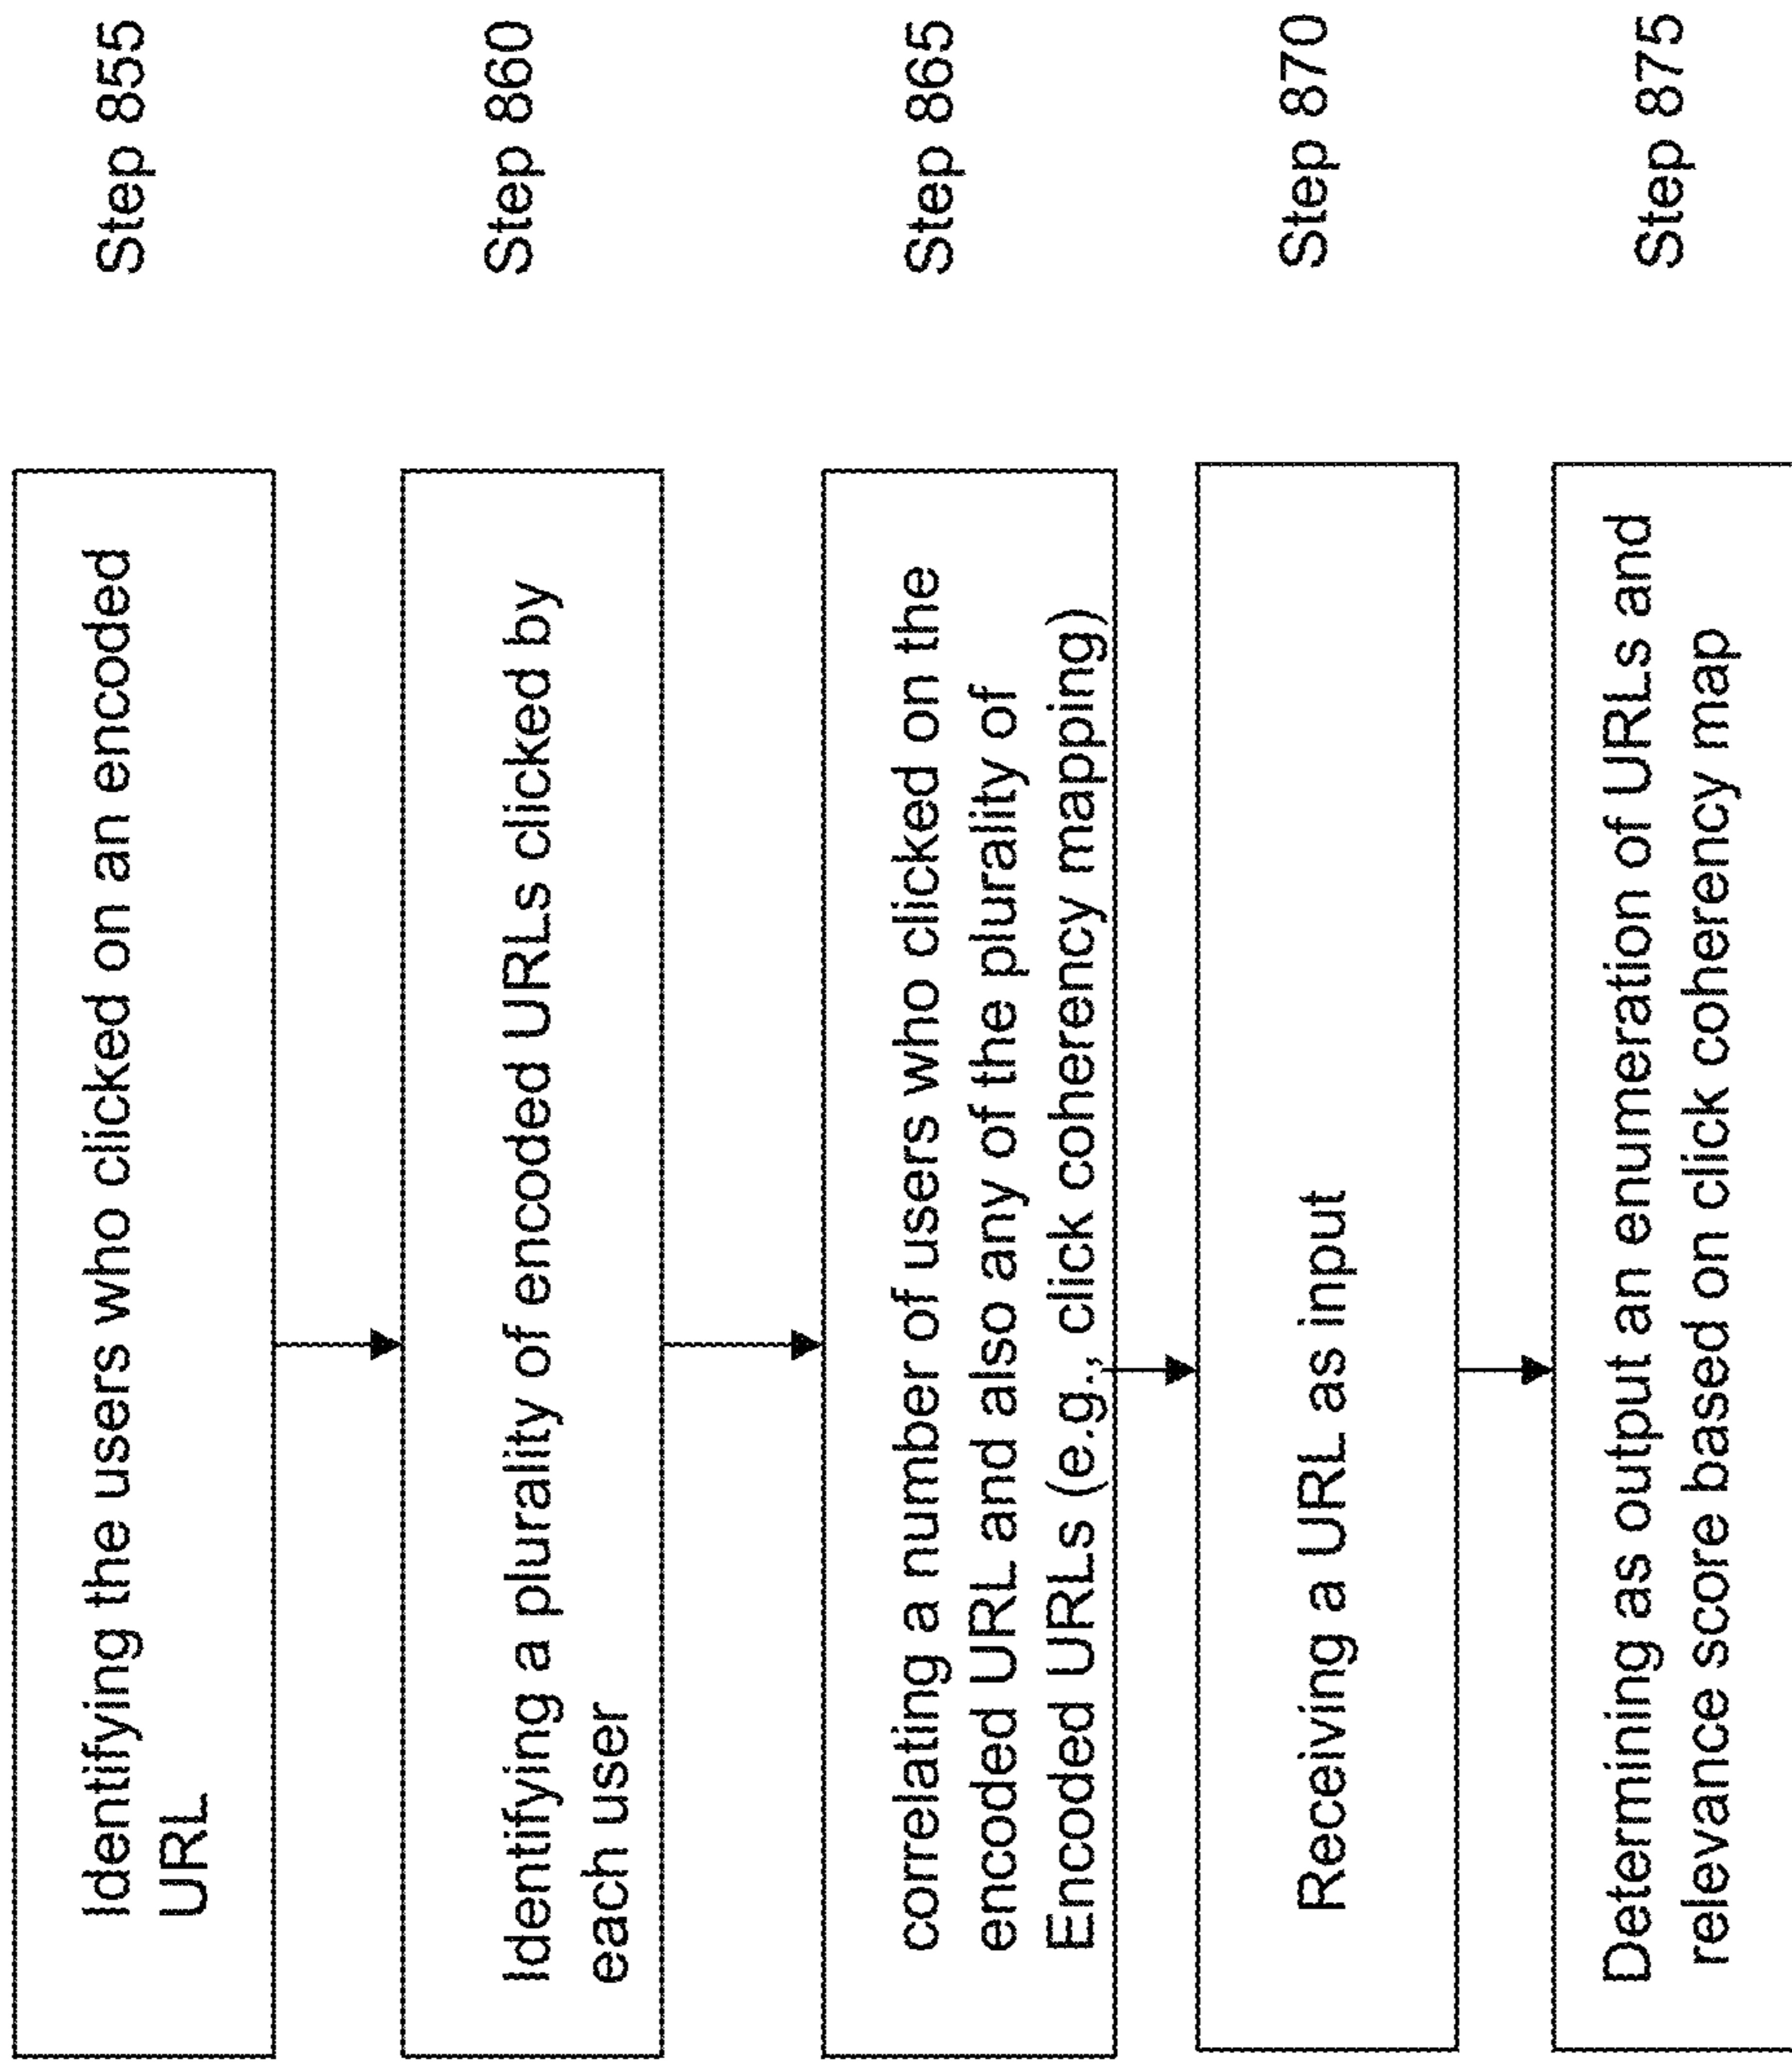 Identifying the users who clicked on an encoded
URL
Step 855
Identifying a plurality of encoded URLs clicked by
each user
Step 860
correlating a number of users who clicked on the
encoded URL and also any of the plurality of
Encoded URLs (e.g., click coherency mapping)
Step 865
Receiving a URL as input
Step 870
Determining as output an enumeration of URLs and
relevance score based on click coherency map
Step 875